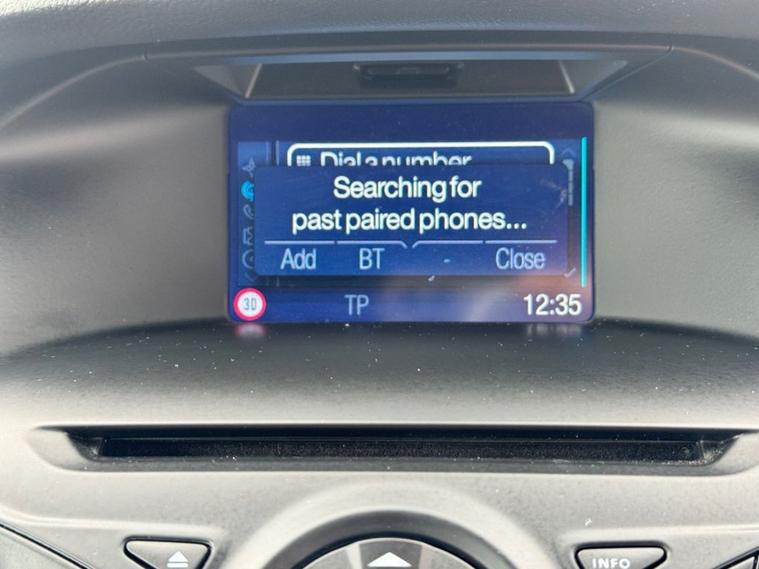 Dial a number
Searching for
past paired phones...
Add BT - Close
30 TP 12:35
INFO